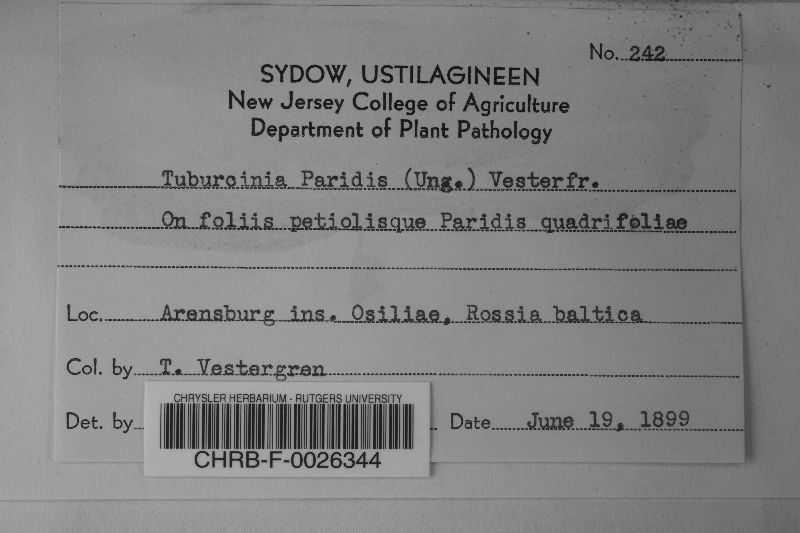 No. 242
SYDOW, USTILAGINEEN
New Jersey College of Agriculture
Department of Plant Pathology
Tuburcinia Paridis (Ung.) Vesterfr.
On foliis petiolisque Paridis quadrifoliae
Loc. Arensburg ins. Osiliae, Rossia baltica
Col. by T. Vestergren
Det. by Date June 19, 1899
CHRYSLER HERBARIUM - RUTGERS UNIVERSITY
CHRB-F-0026344